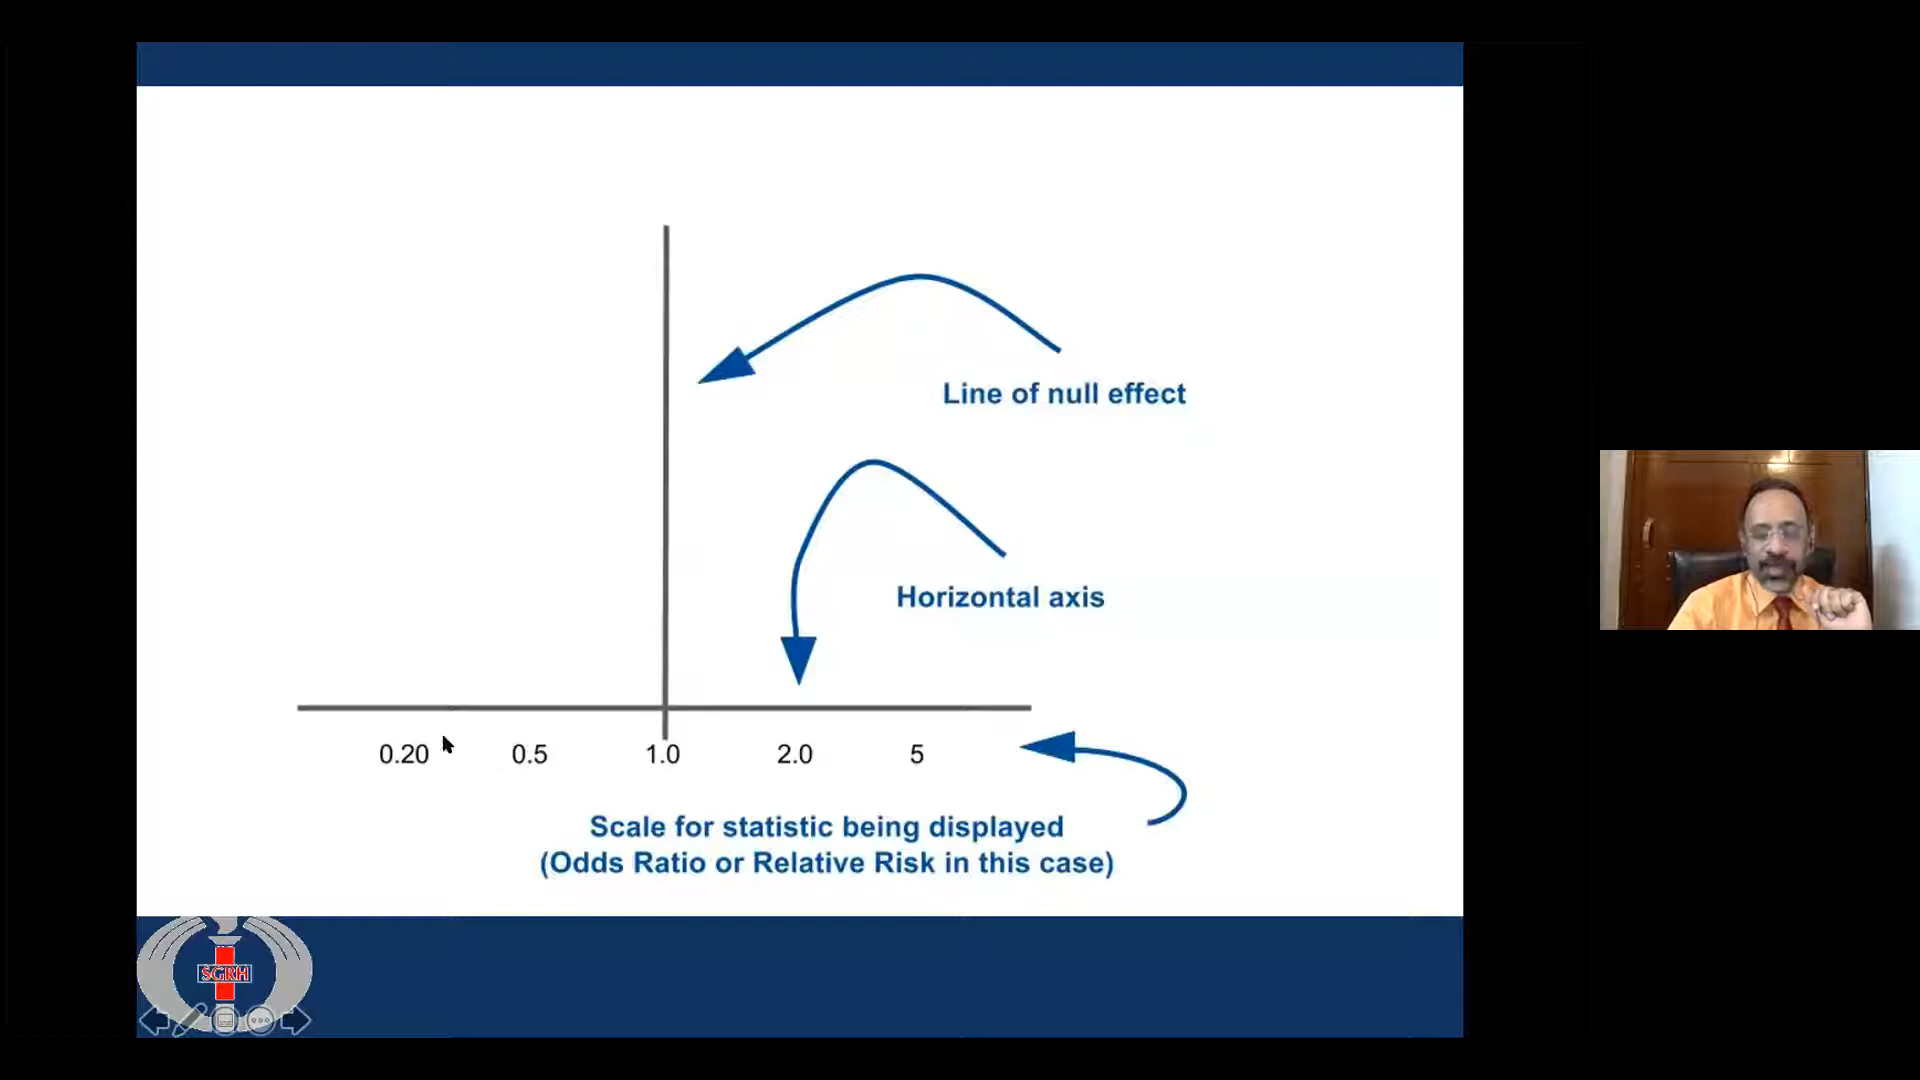 Line of null effect
Horizontal axis
0.20 0.5 1.0 2.0 5
Scale for statistic being displayed
(Odds Ratio or Relative Risk in this case)
SGRH